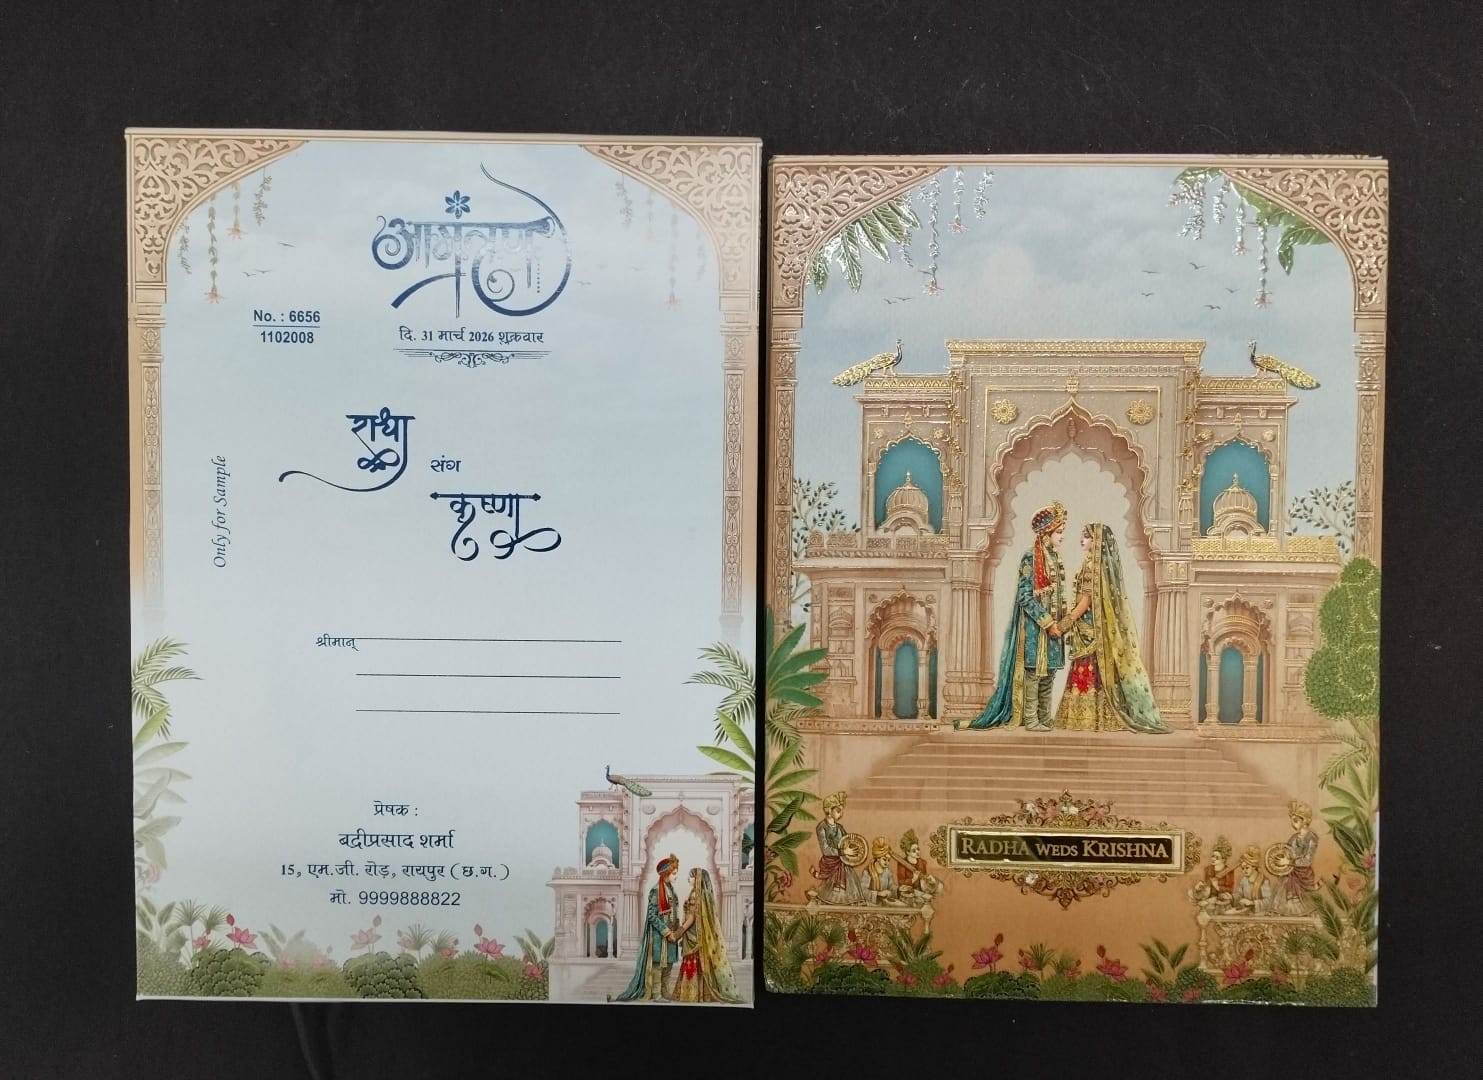 आमंत्रण
No. : 6656
1102008
दि. 31 मार्च 2026 शुक्रवार
राधा
संग
कृष्णा
Only for Sample
श्रीमान्
प्रेषक :
बद्रीप्रसाद शर्मा
15, एम.जी. रोड़, रायपुर (छ.ग.)
मो. 9999888822
RADHA WEDS KRISHNA